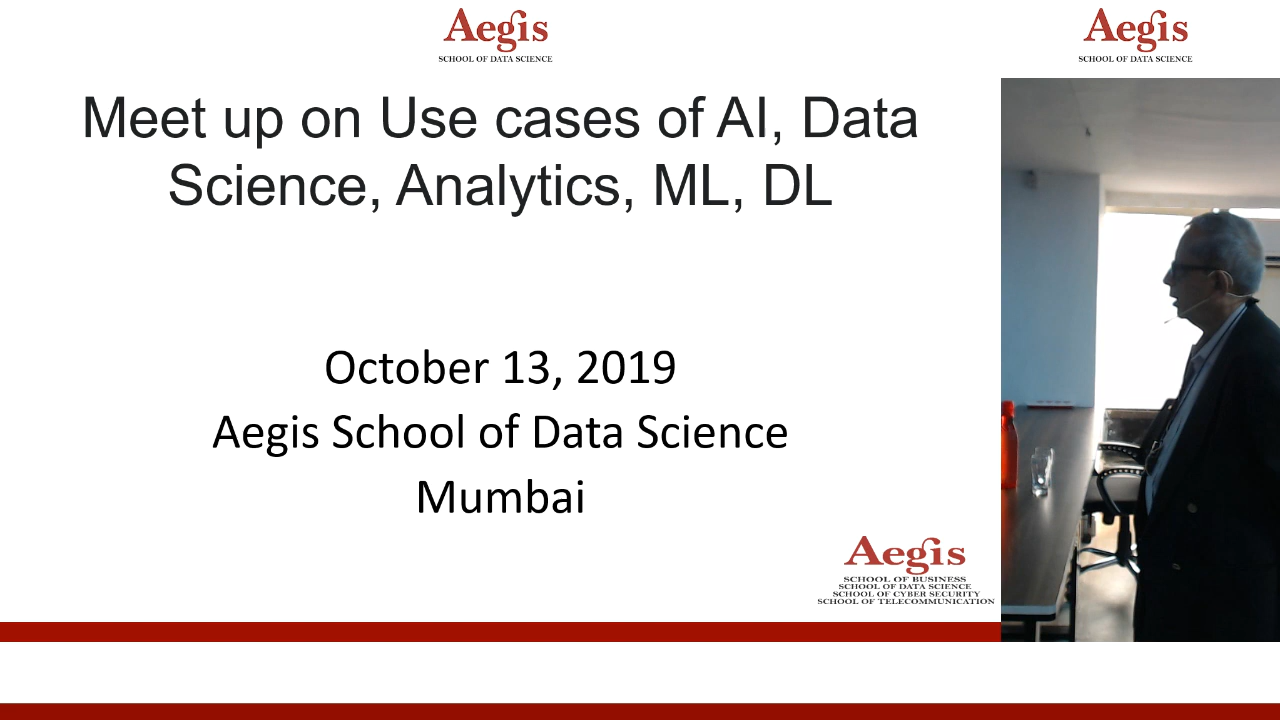 Aegis
SCHOOL OF DATA SCIENCE
Aegis
SCHOOL OF DATA SCIENCE
Meet up on Use cases of AI, Data
Science, Analytics, ML, DL
October 13, 2019
Aegis School of Data Science
Mumbai
Aegis
SCHOOL OF BUSINESS
SCHOOL OF DATA SCIENCE
SCHOOL OF CYBER SECURITY
SCHOOL OF TELECOMMUNICATION